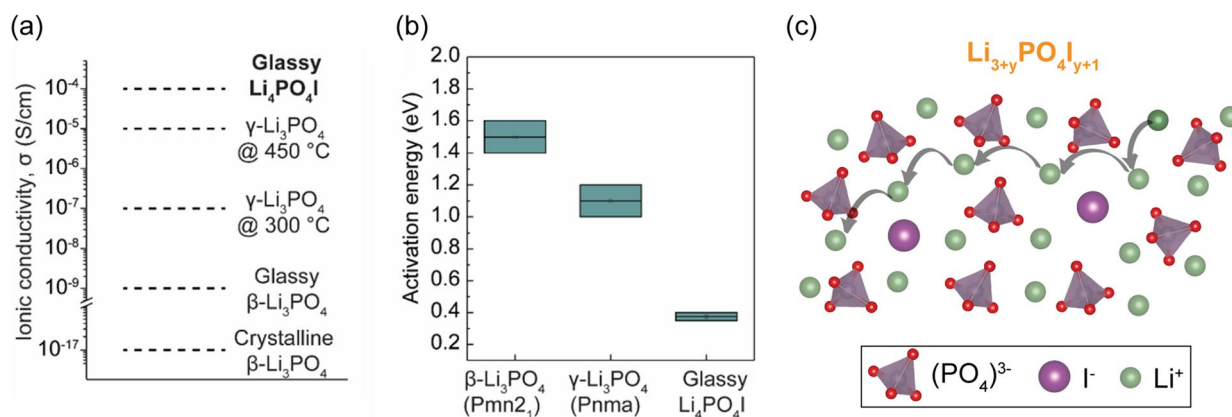 (a)
Ionic conductivity, σ (S/cm)
10⁻⁴
10⁻⁵
10⁻⁶
10⁻⁷
10⁻⁸
10⁻⁹
10⁻¹⁷
Glassy
Li₄PO₄I
γ-Li₃PO₄
@ 450 °C
γ-Li₃PO₄
@ 300 °C
Glassy
β-Li₃PO₄
Crystalline
β-Li₃PO₄
(b)
Activation energy (eV)
2.0
1.8
1.6
1.4
1.2
1.0
0.8
0.6
0.4
0.2
β-Li₃PO₄
(Pmn2₁)
γ-Li₃PO₄
(Pnma)
Glassy
Li₄PO₄I
(c)
Li₃₊yPO₄Iy₊₁
(PO₄)³⁻
I⁻
Li⁺